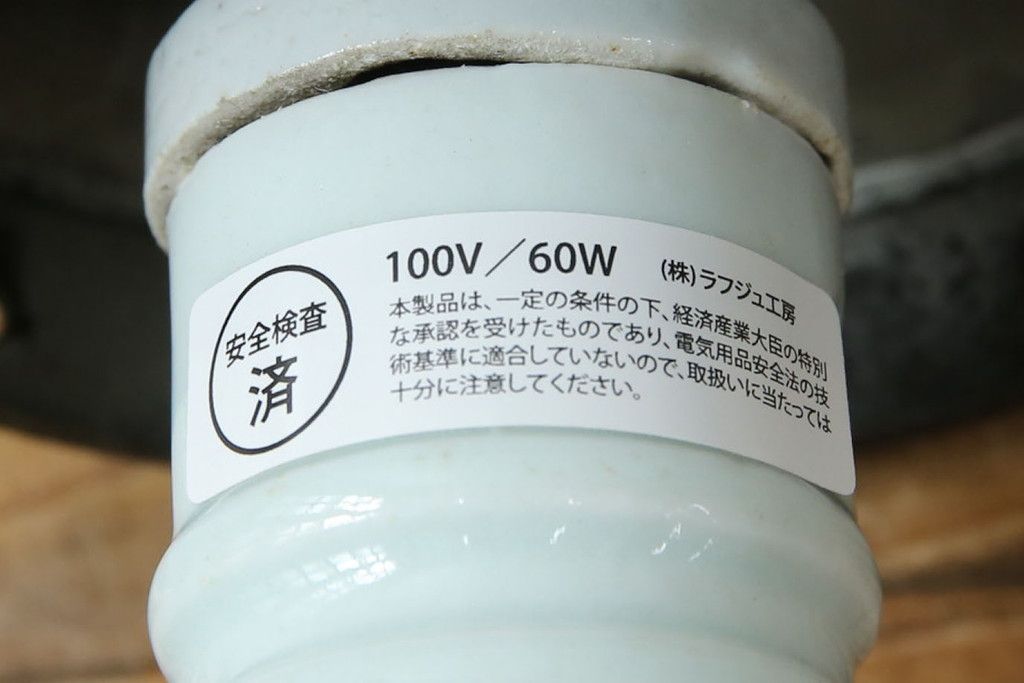 安全検査
済
100V／60W (株)ラフジュ工房
本製品は、一定の条件の下、経済産業大臣の特別
な承認を受けたものであり、電気用品安全法の技
術基準に適合していないので、取扱いに当たっては
十分に注意してください。